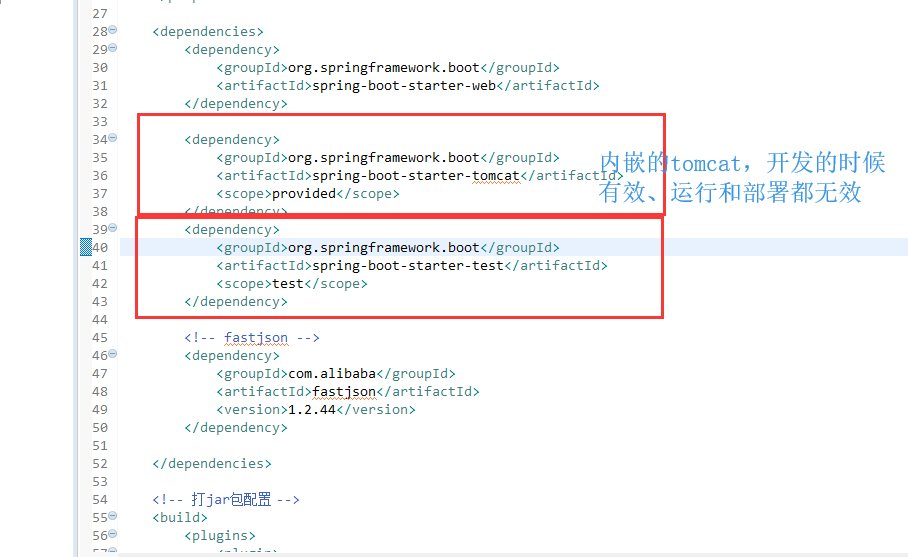 27
28 <dependencies>
29 <dependency>
30 <groupId>org.springframework.boot</groupId>
31 <artifactId>spring-boot-starter-web</artifactId>
32 </dependency>
33
34 <dependency>
35 <groupId>org.springframework.boot</groupId>
36 <artifactId>spring-boot-starter-tomcat</artifactId>
37 <scope>provided</scope>
38 </dependency>
内嵌的tomcat，开发的时候
有效、运行和部署都无效
39 <dependency>
40 <groupId>org.springframework.boot</groupId>
41 <artifactId>spring-boot-starter-test</artifactId>
42 <scope>test</scope>
43 </dependency>
44
45 <!-- fastjson -->
46 <dependency>
47 <groupId>com.alibaba</groupId>
48 <artifactId>fastjson</artifactId>
49 <version>1.2.44</version>
50 </dependency>
51
52 </dependencies>
53
54 <!-- 打jar包配置 -->
55 <build>
56 <plugins>
57 <plugin>